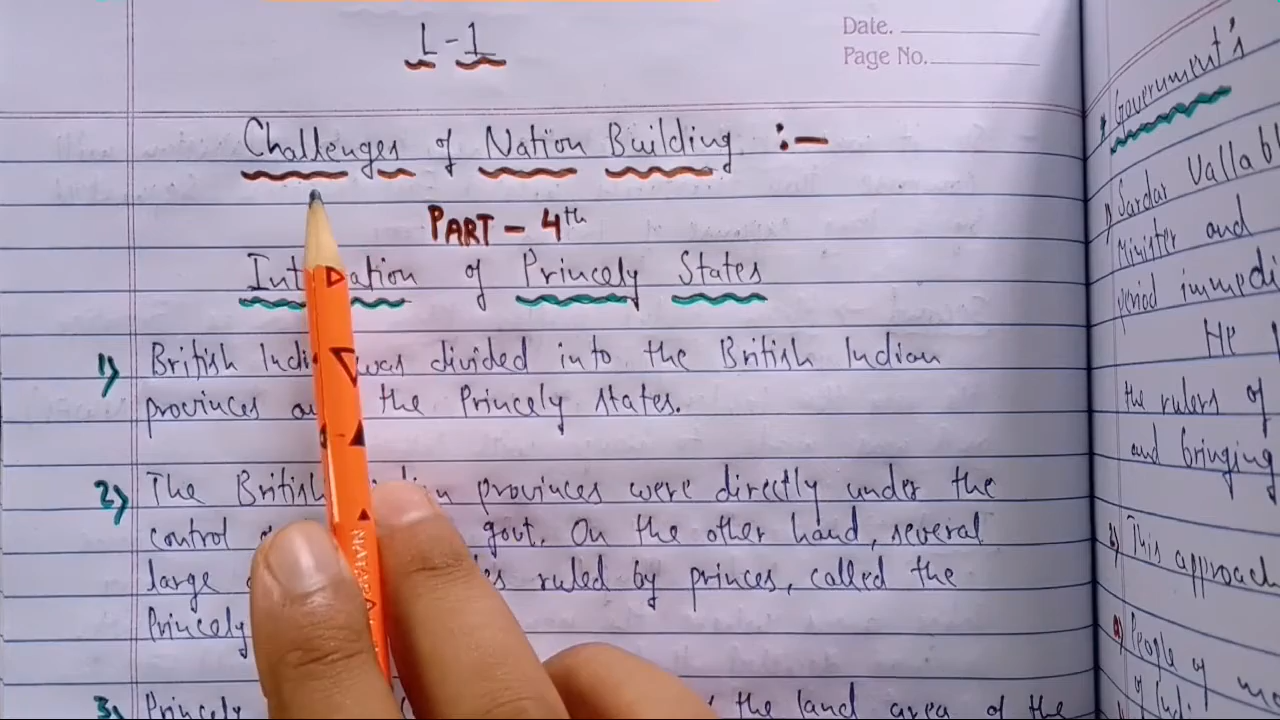 L-1
Date.
Page No.
Challenges of Nation Building :-
PART - 4th
Int ation of Princely States
1) British Indi was divided into the British Indian
provinces the Princely states.
2) The British provinces were directly under the
control govt. On the other hand, several
large ruled by princes, called the
Princely
3) Princely the land area of the
Government's
1) Sardar Vallab
Minister and
period immedi
He
the rulers of
and bringing
This approach
People of
of
NATARA